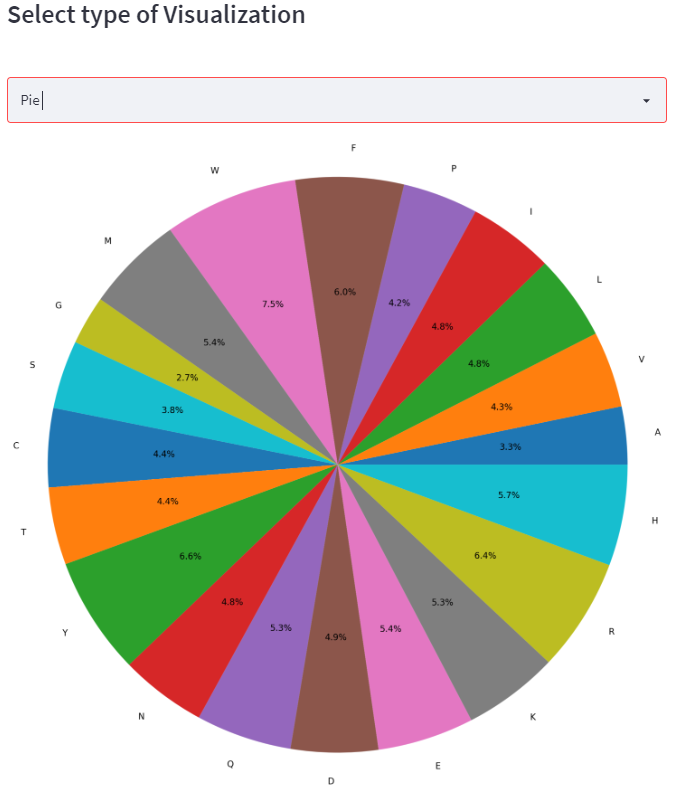 Select type of Visualization
Pie
F
W
P
I
M
L
G
V
S
A
C
H
T
R
Y
K
N
E
Q
D
6.0%
4.2%
7.5%
4.8%
5.4%
4.8%
2.7%
4.3%
3.8%
3.3%
4.4%
5.7%
4.4%
6.4%
6.6%
5.3%
4.8%
5.4%
5.3%
4.9%